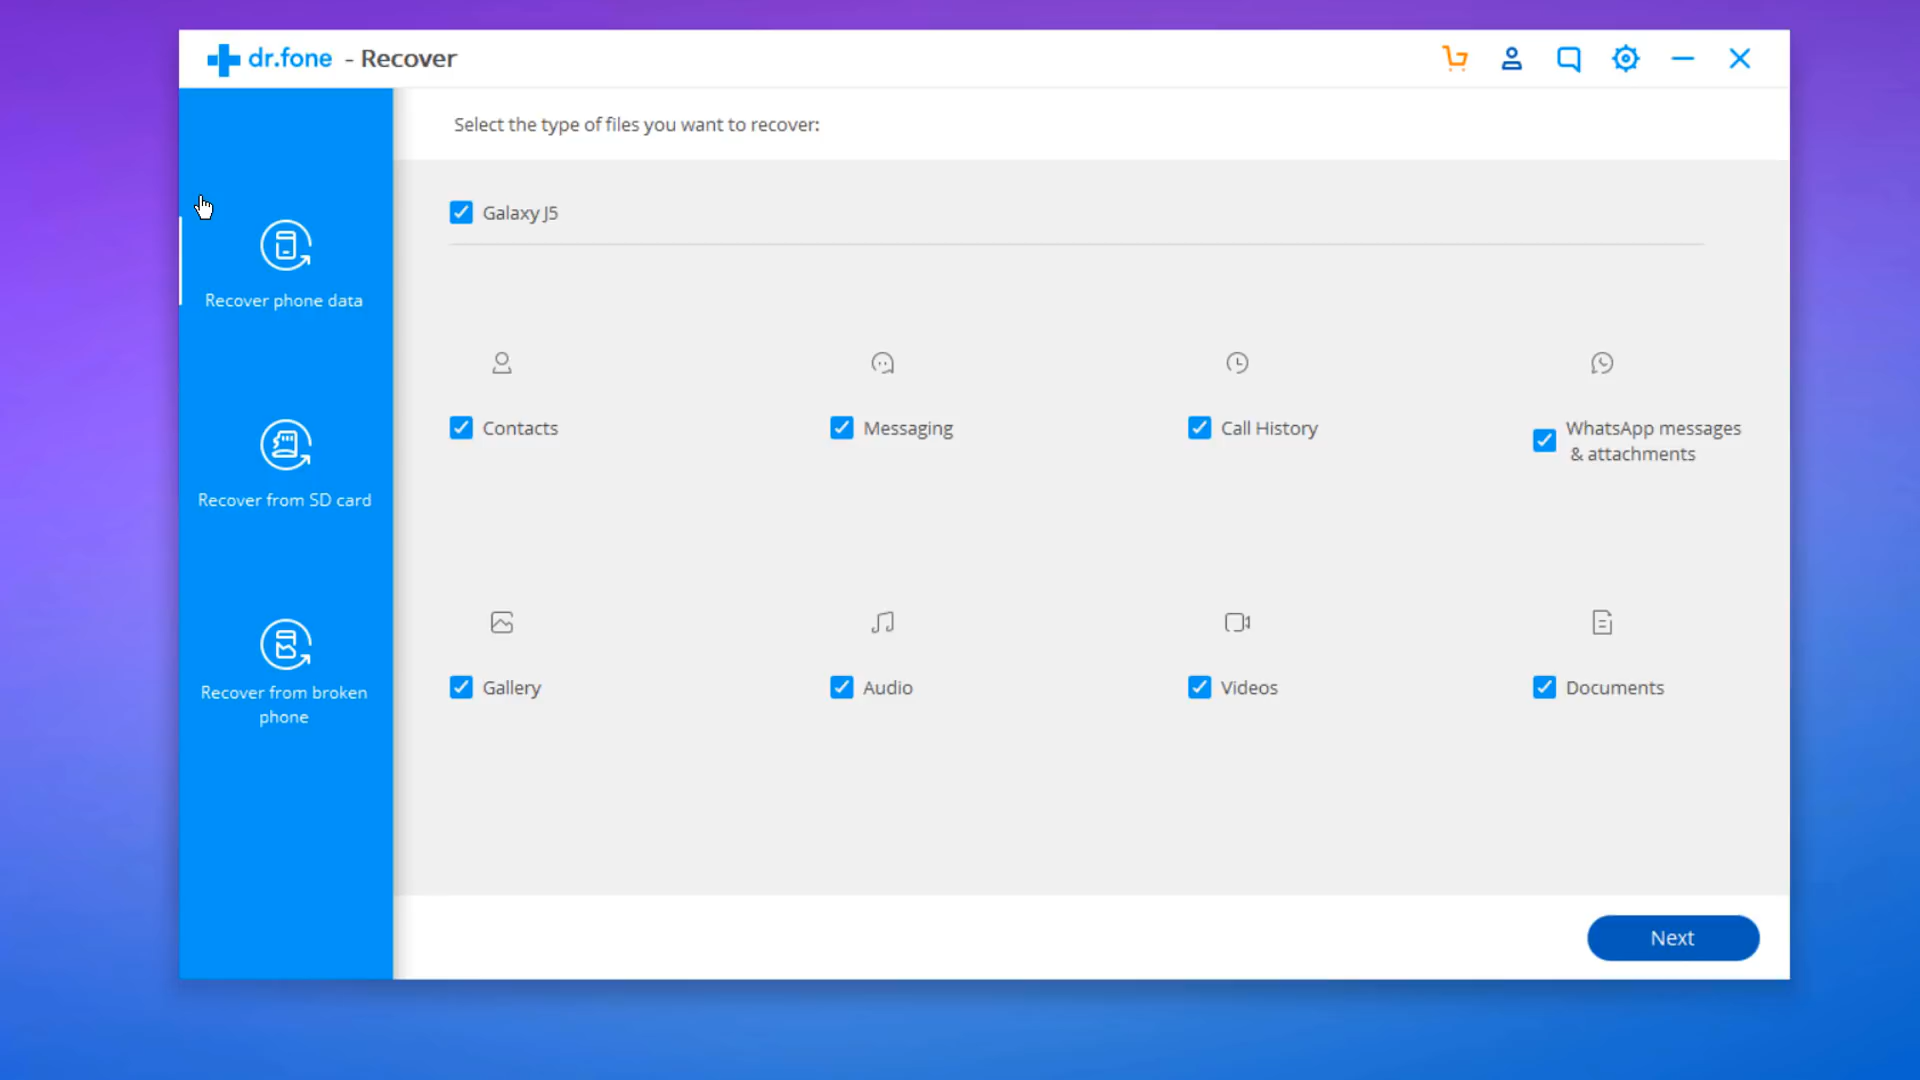 dr.fone - Recover
Select the type of files you want to recover:
Galaxy J5
Recover phone data
Contacts
Messaging
Call History
WhatsApp messages
& attachments
Recover from SD card
Gallery
Audio
Videos
Documents
Recover from broken
phone
Next